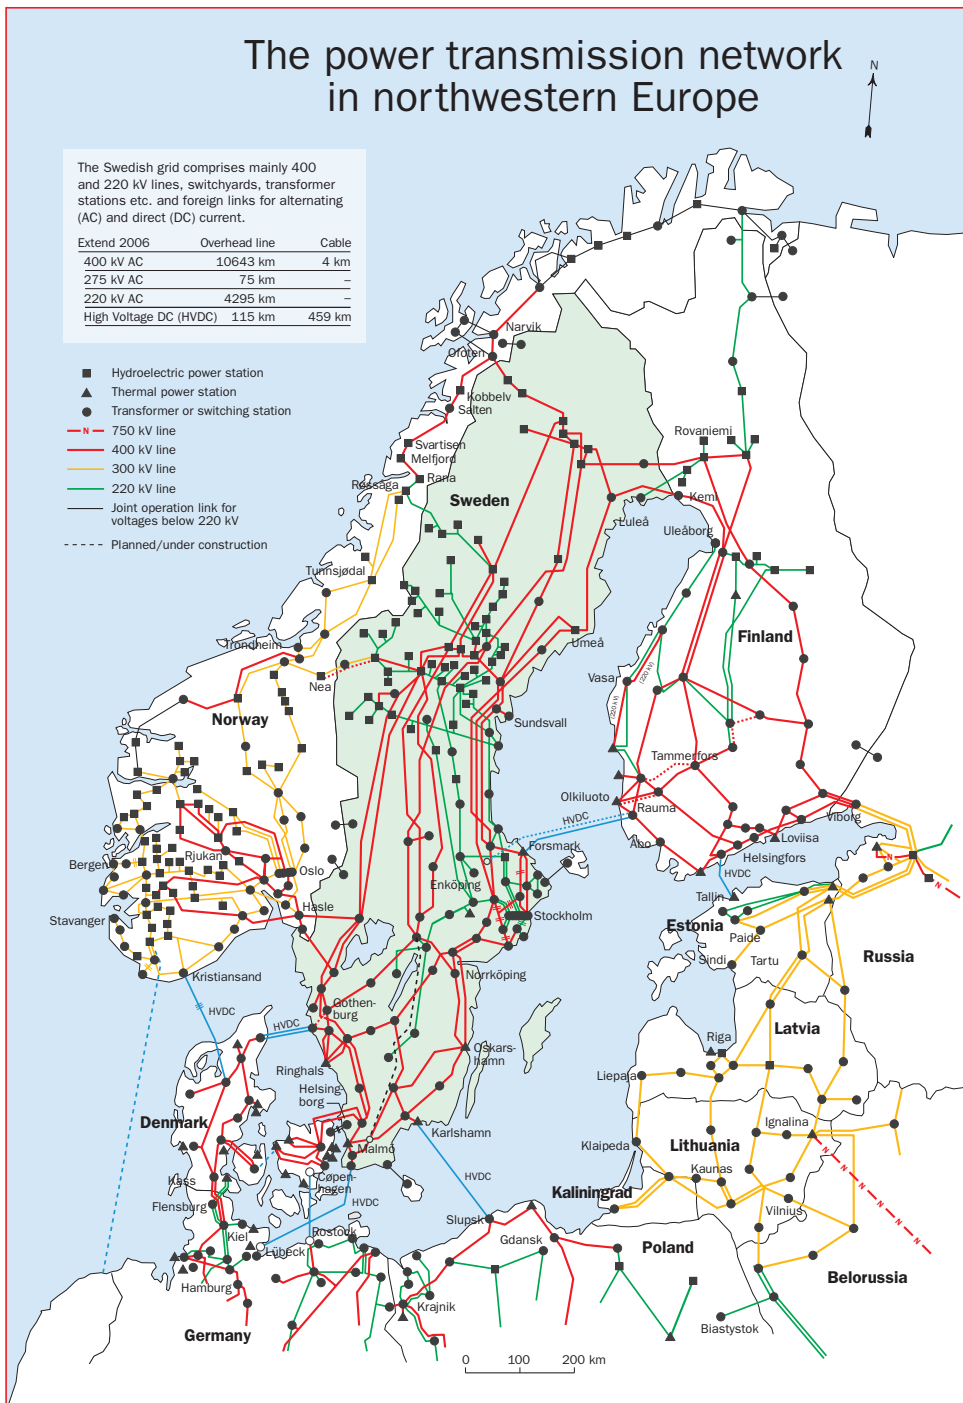 The power transmission network
in northwestern Europe
N
The Swedish grid comprises mainly 400
and 220 kV lines, switchyards, transformer
stations etc. and foreign links for alternating
(AC) and direct (DC) current.
Extend 2006 Overhead line Cable
400 kV AC 10643 km 4 km
275 kV AC 75 km –
220 kV AC 4295 km –
High Voltage DC (HVDC) 115 km 459 km
Hydroelectric power station
Thermal power station
Transformer or switching station
N 750 kV line
400 kV line
300 kV line
220 kV line
Joint operation link for
voltages below 220 kV
Planned/under construction
Narvik
Ofoten
Kobbelv
Salten
Svartisen
Melfjord
Rana
Røssåga
Sweden
Rovaniemi
Kemi
Luleå
Uleåborg
Tunnsjødal
Trondheim
Nea
Umeå
Finland
Vasa
(220 kV)
(220 kV)
Norway
Sundsvall
Tammerfors
Olkiluoto
Rauma
HVDC
Viborg
Åbo
Loviisa
Helsingfors
Forsmark
Bergen
Rjukan
Oslo
Enköping
HVDC
N
N
Tallin
Hasle
Stockholm
Stavanger
Estonia
Paide
Sindi
Tartu
Russia
Kristiansand
Norrköping
HVDC
HVDC
Gothen-
burg
Latvia
Riga
Oskars-
hamn
Ringhals
Helsing-
borg
Liepaja
Denmark
Karlshamn
Malmö
Ignalina
Klaipeda
Lithuania
Kaunas
N
N
N
N
N
N
Kassø
Cøpen-
hagen
HVDC
HVDC
Kaliningrad
Vilnius
Flensburg
Kiel
Lübeck
Rostock
Slupsk
Gdansk
Poland
Hamburg
Krajnik
Belorussia
Germany
Biastystok
0 100 200 km